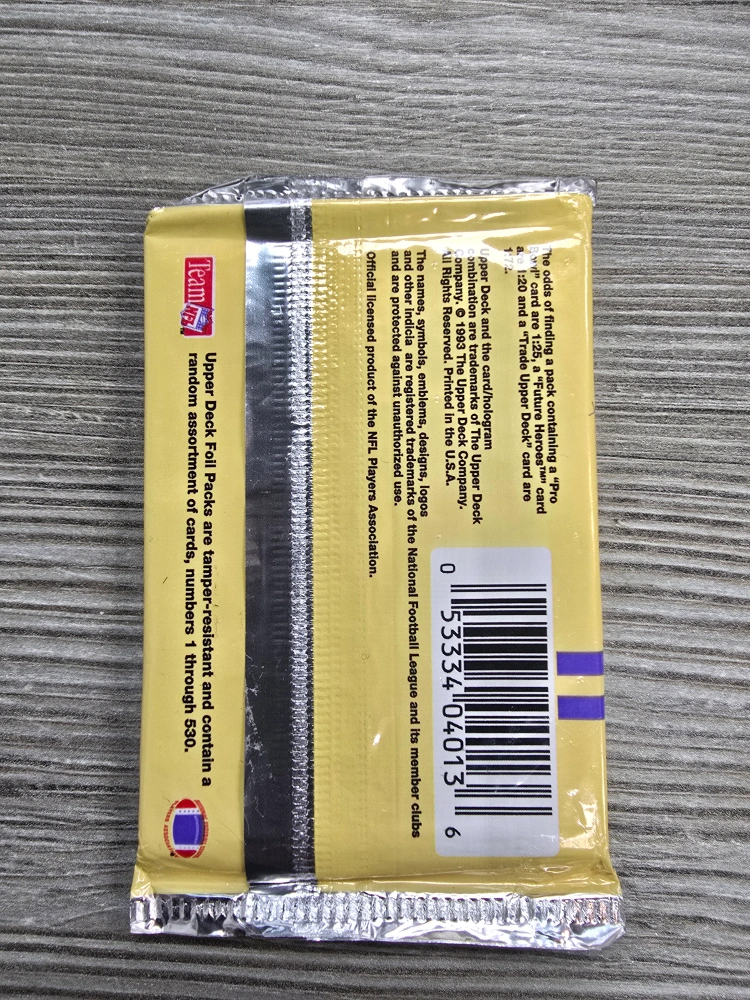 The odds of finding a pack containing a "Pro
Bowl" card are 1:25, a "Future Heroes™" card
are 1:20 and a "Trade Upper Deck" card are
1:72.
Upper Deck and the card/hologram
combination are trademarks of The Upper Deck
Company. © 1993 The Upper Deck Company.
All Rights Reserved. Printed in the U.S.A.
The names, symbols, emblems, designs, logos
and other indicia are registered trademarks of the National Football League and its member clubs
and are protected against unauthorized use.
Official licensed product of the NFL Players Association.
0 53334 04013 6
Team NFL
Upper Deck Foil Packs are tamper-resistant and contain a
random assortment of cards, numbers 1 through 530.